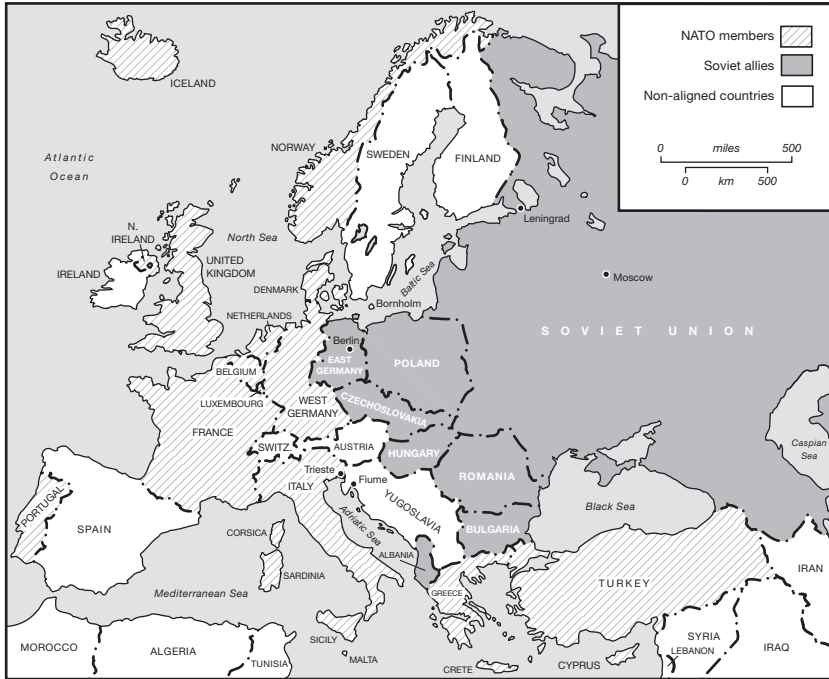 NATO members
Soviet allies
Non-aligned countries
0 miles 500
0 km 500
ICELAND
Atlantic
Ocean
NORWAY
SWEDEN
FINLAND
Leningrad
N.
IRELAND
North Sea
IRELAND
UNITED
KINGDOM
Baltic Sea
Moscow
DENMARK
Bornholm
NETHERLANDS
SOVIET UNION
Berlin
EAST
GERMANY
POLAND
BELGIUM
LUXEMBOURG
WEST
GERMANY
CZECHOSLOVAKIA
FRANCE
SWITZ.
AUSTRIA
HUNGARY
Caspian
Sea
Trieste
Fiume
ITALY
ROMANIA
PORTUGAL
SPAIN
YUGOSLAVIA
Black Sea
CORSICA
Adriatic Sea
BULGARIA
ALBANIA
SARDINIA
IRAN
Mediterranean Sea
GREECE
TURKEY
MOROCCO
ALGERIA
TUNISIA
SICILY
MALTA
CRETE
CYPRUS
SYRIA
LEBANON
IRAQ